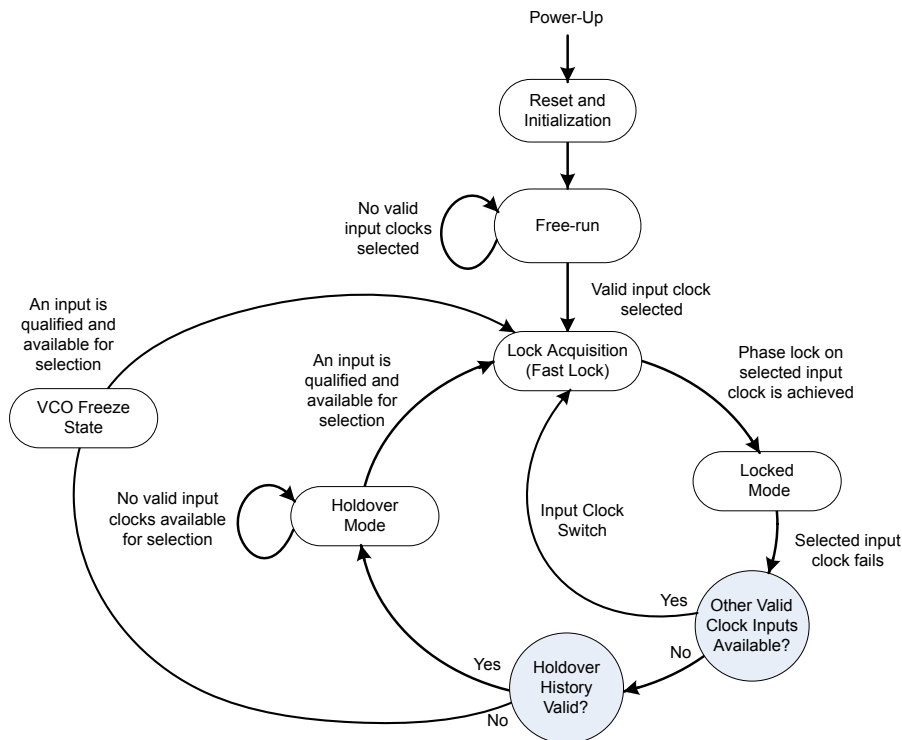 Power-Up
Reset and
Initialization
No valid
input clocks
selected
Free-run
Valid input clock
selected
An input is
qualified and
available for
selection
Lock Acquisition
(Fast Lock)
An input is
qualified and
available for
selection
Phase lock on
selected input
clock is achieved
VCO Freeze
State
Locked
Mode
No valid input
clocks available
for selection
Holdover
Mode
Input Clock
Switch
Selected input
clock fails
Yes
Other Valid
Clock Inputs
Available?
No
Yes
Holdover
History
Valid?
No